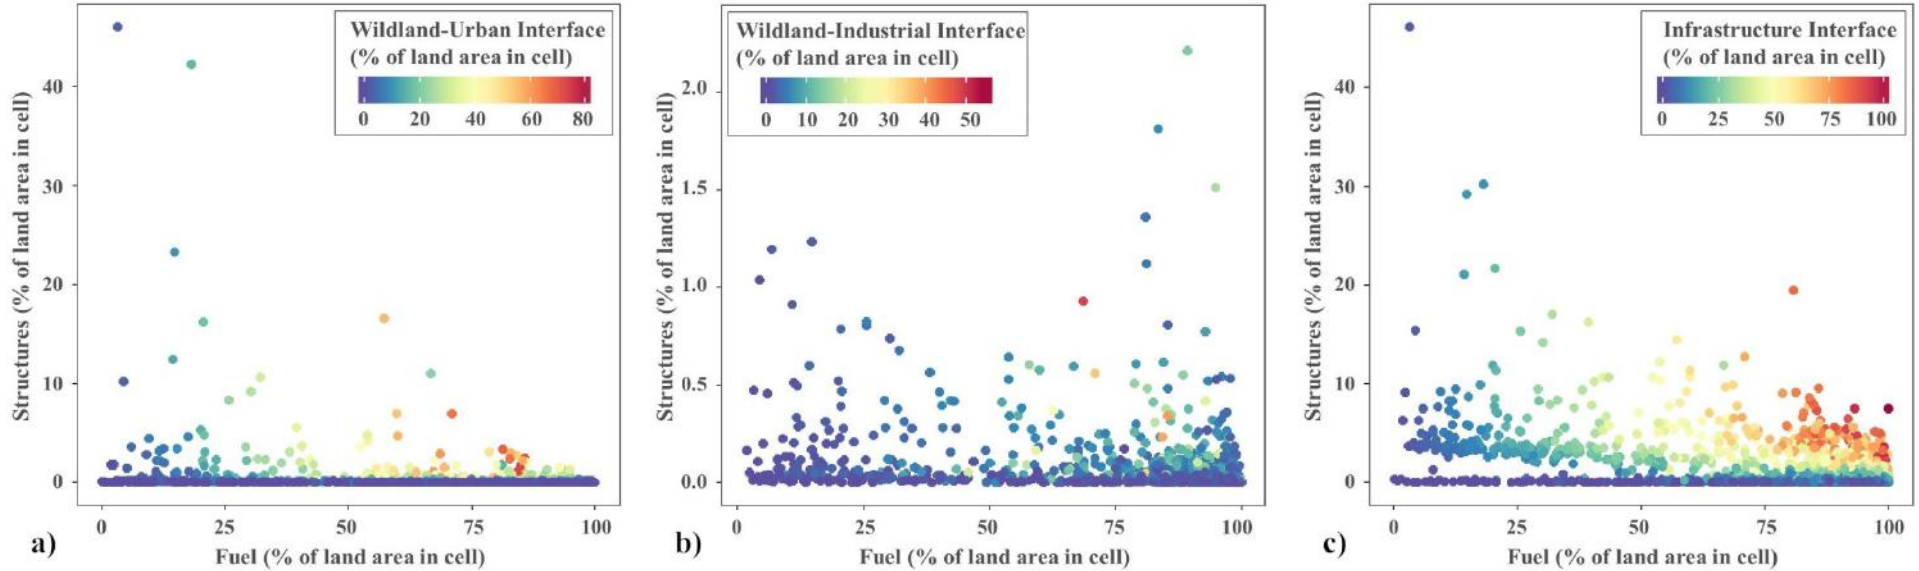 Wildland-Urban Interface
(% of land area in cell)
0 20 40 60 80
Structures (% of land area in cell)
40
30
20
10
0
0 25 50 75 100
Fuel (% of land area in cell)
a)
Wildland-Industrial Interface
(% of land area in cell)
0 10 20 30 40 50
Structures (% of land area in cell)
2.0
1.5
1.0
0.5
0.0
0 25 50 75 100
Fuel (% of land area in cell)
b)
Infrastructure Interface
(% of land area in cell)
0 25 50 75 100
Structures (% of land area in cell)
40
30
20
10
0
0 25 50 75 100
Fuel (% of land area in cell)
c)